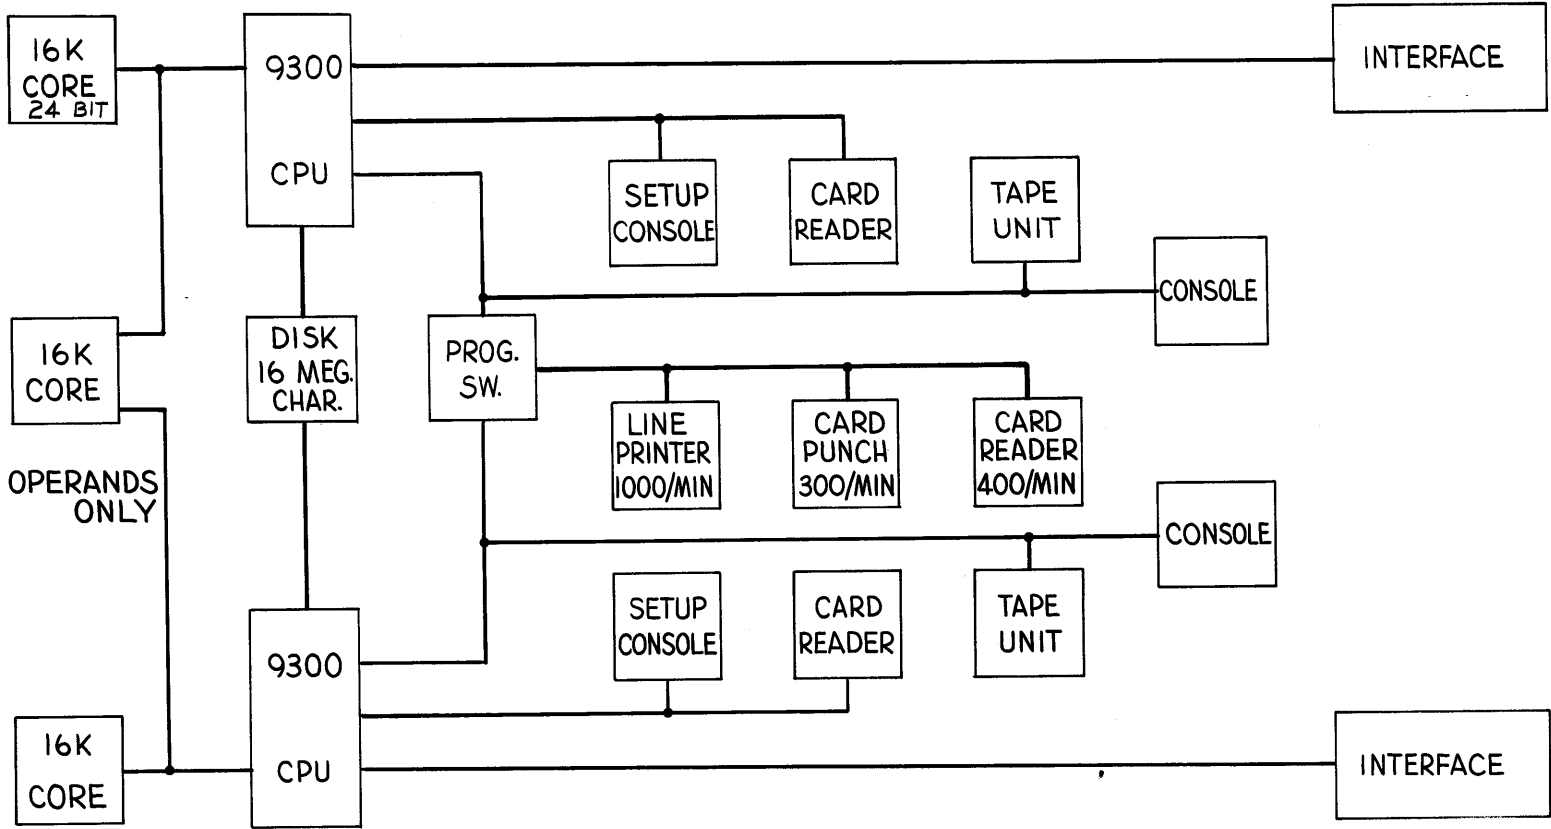 16K
CORE
24 BIT
9300
CPU
INTERFACE
SETUP
CONSOLE
CARD
READER
TAPE
UNIT
CONSOLE
16K
CORE
DISK
16 MEG.
CHAR.
PROG.
SW.
LINE
PRINTER
1000/MIN
CARD
PUNCH
300/MIN
CARD
READER
400/MIN
OPERANDS
ONLY
CONSOLE
SETUP
CONSOLE
CARD
READER
TAPE
UNIT
9300
CPU
16K
CORE
INTERFACE